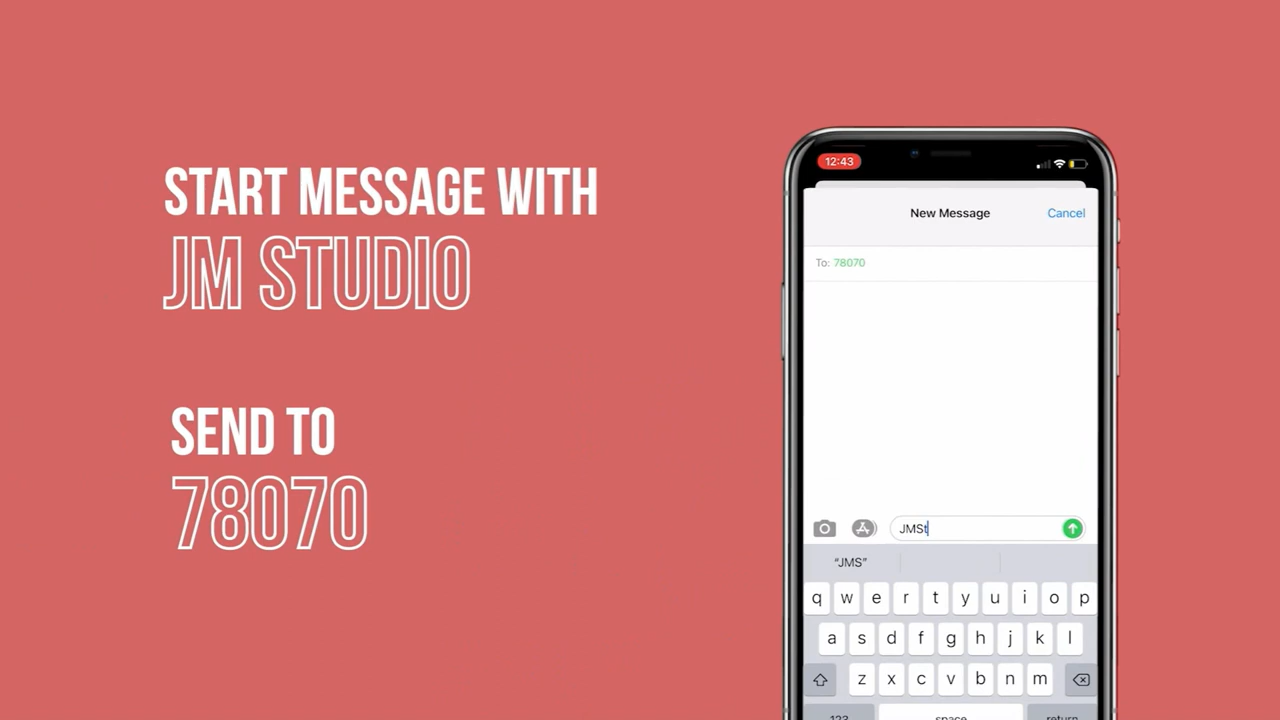 START MESSAGE WITH
JM STUDIO
SEND TO
78070
12:43
New Message
Cancel
To: 78070
JMSt
“JMS”
q w e r t y u i o p
a s d f g h j k l
z x c v b n m
123 space return